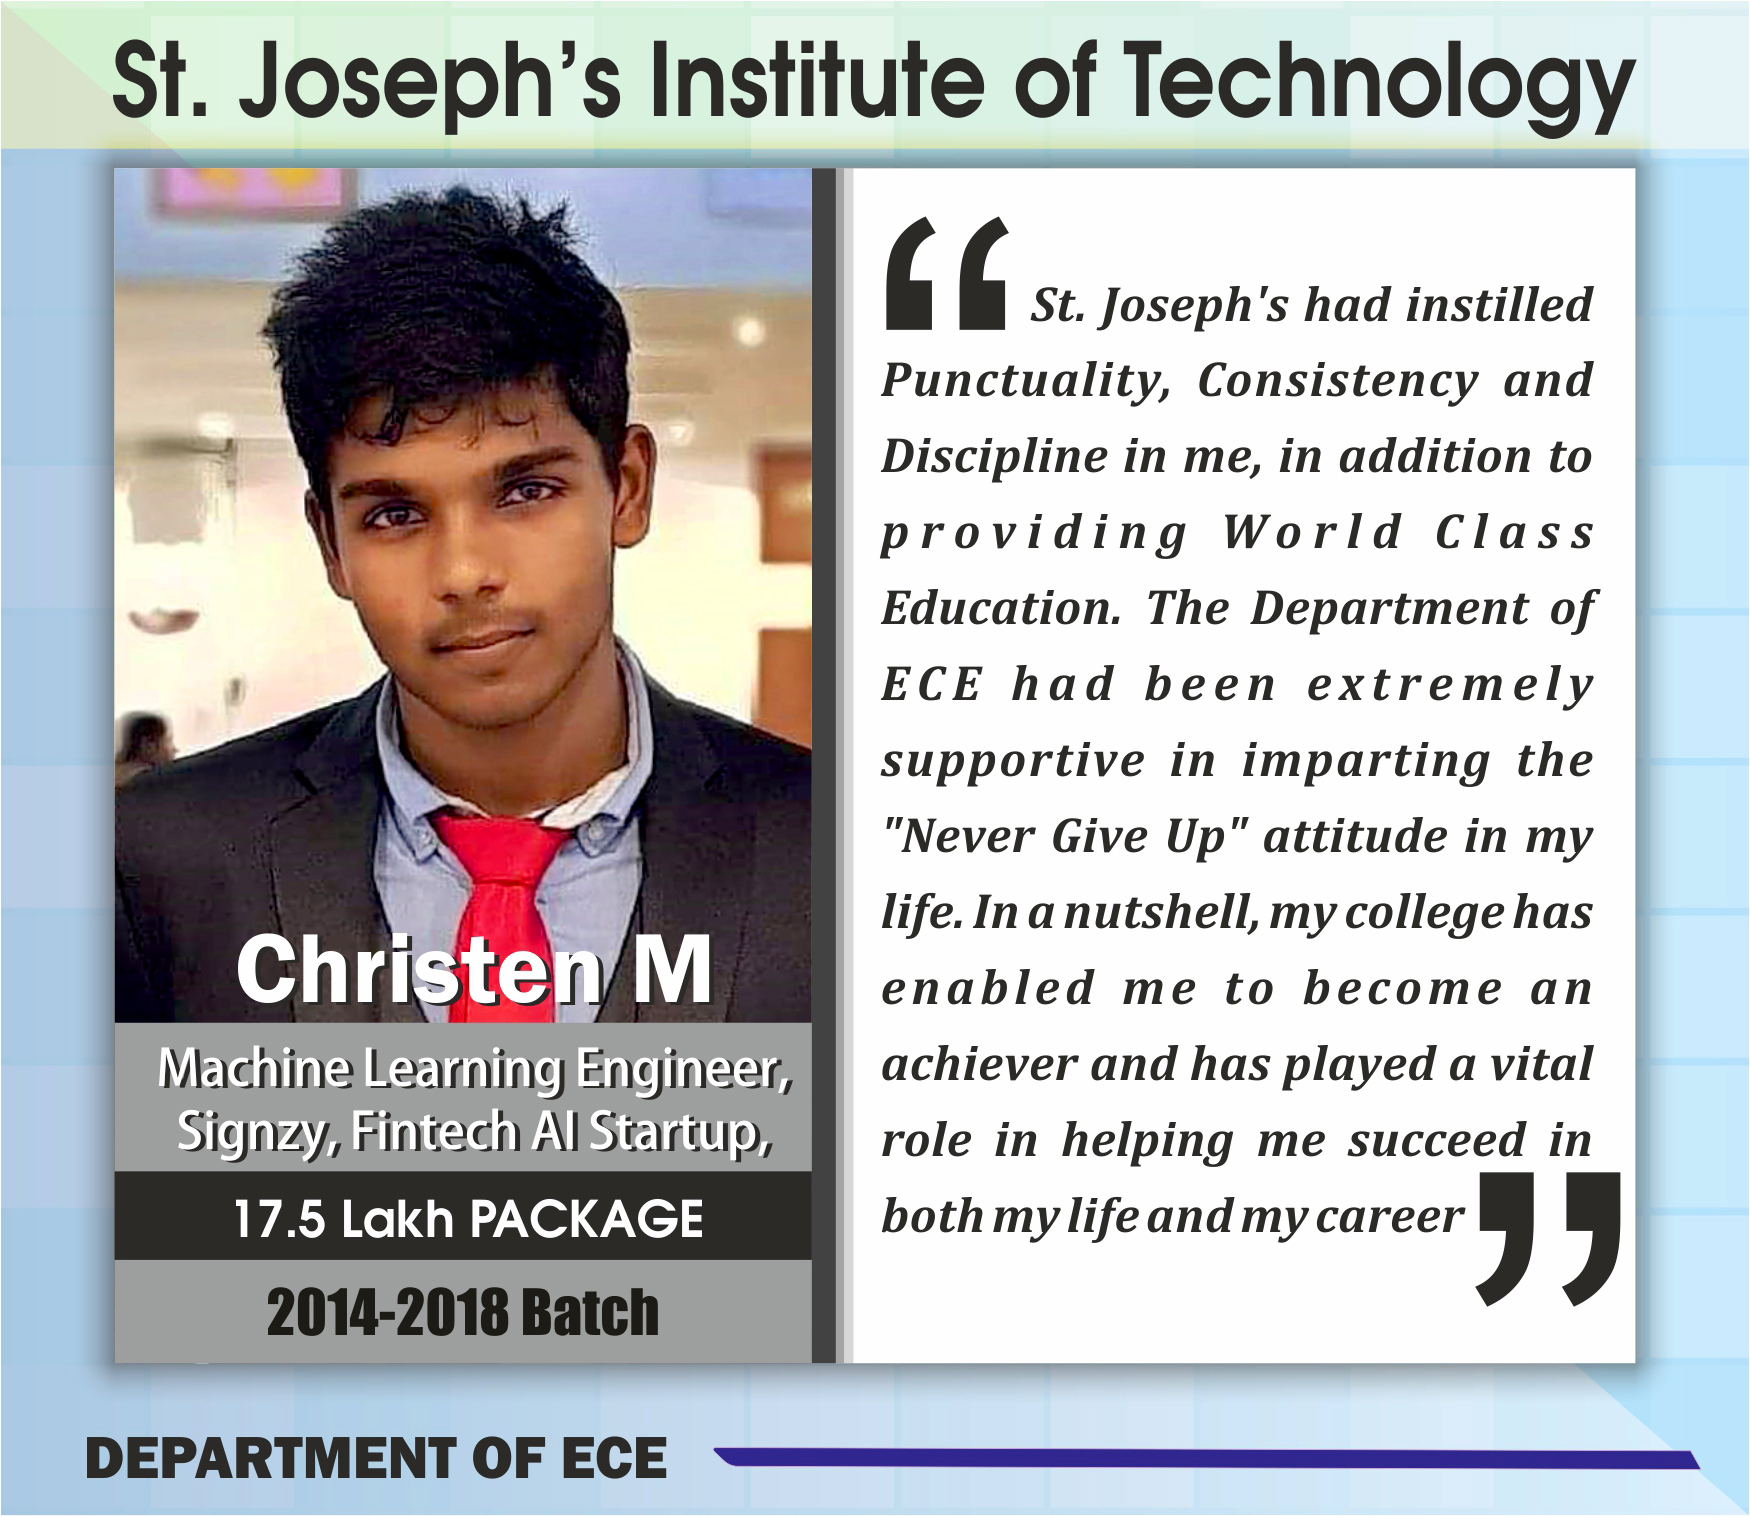 St. Joseph's Institute of Technology
“ St. Joseph's had instilled
Punctuality, Consistency and
Discipline in me, in addition to
providing World Class
Education. The Department of
ECE had been extremely
supportive in imparting the
"Never Give Up" attitude in my
life. In a nutshell, my college has
enabled me to become an
achiever and has played a vital
role in helping me succeed in
both my life and my career ”
Christen M
Machine Learning Engineer,
Signzy, Fintech AI Startup,
17.5 Lakh PACKAGE
2014-2018 Batch
DEPARTMENT OF ECE